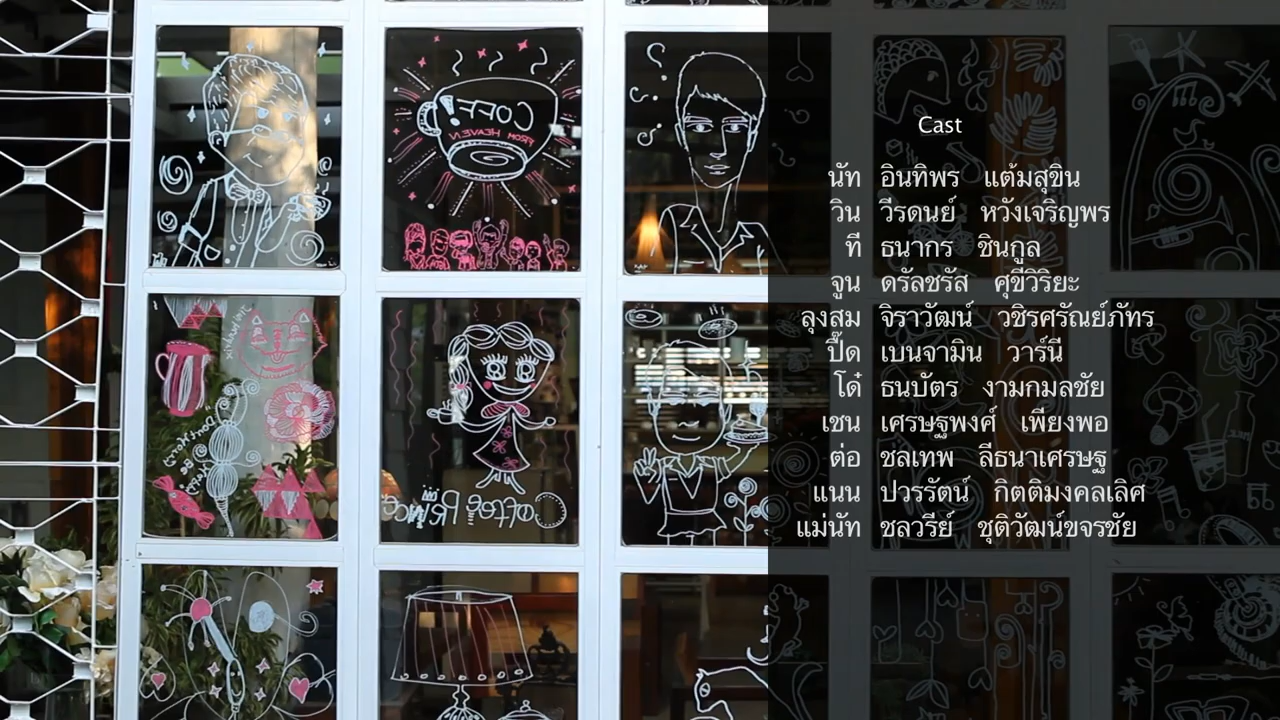 COFF!
FROM HEAVEN
Coffee Prince
Don't Worry
Cast
นัท อินทิพร แต้มสุขิน
วิน วีรดนย์ หวังเจริญพร
ที ธนากร ชินกูล
จูน ดรัลชรัส ศุขีวิริยะ
ลุงสม จิราวัฒน์ วชิรศรัณย์ภัทร
ปี๊ด เบนจามิน วาร์นี
โด๋ ธนบัตร งามกมลชัย
เชน เศรษฐพงศ์ เพียงพอ
ต่อ ชลเทพ ลีธนาเศรษฐ
แนน ปวรรัตน์ กิตติมงคลเลิศ
แม่นัท ชลวรีย์ ชุติวัฒน์ขจรชัย